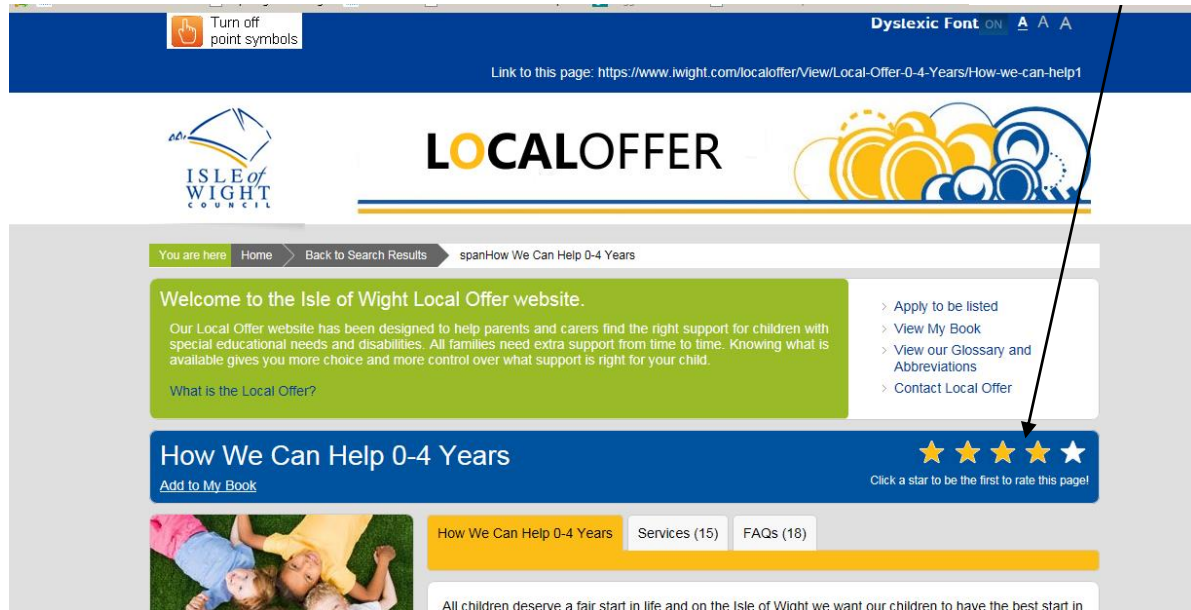 Turn off
point symbols
Dyslexic Font ON A A A
Link to this page: https://www.iwight.com/localoffer/View/Local-Offer-0-4-Years/How-we-can-help1
ISLE of
WIGHT
COUNCIL
LOCALOFFER
You are here Home Back to Search Results spanHow We Can Help 0-4 Years
Welcome to the Isle of Wight Local Offer website.
Our Local Offer website has been designed to help parents and carers find the right support for children with
special educational needs and disabilities. All families need extra support from time to time. Knowing what is
available gives you more choice and more control over what support is right for your child.
What is the Local Offer?
> Apply to be listed
> View My Book
> View our Glossary and
Abbreviations
> Contact Local Offer
How We Can Help 0-4 Years
Add to My Book
Click a star to be the first to rate this page!
How We Can Help 0-4 Years Services (15) FAQs (18)
All children deserve a fair start in life and on the Isle of Wight we want our children to have the best start in